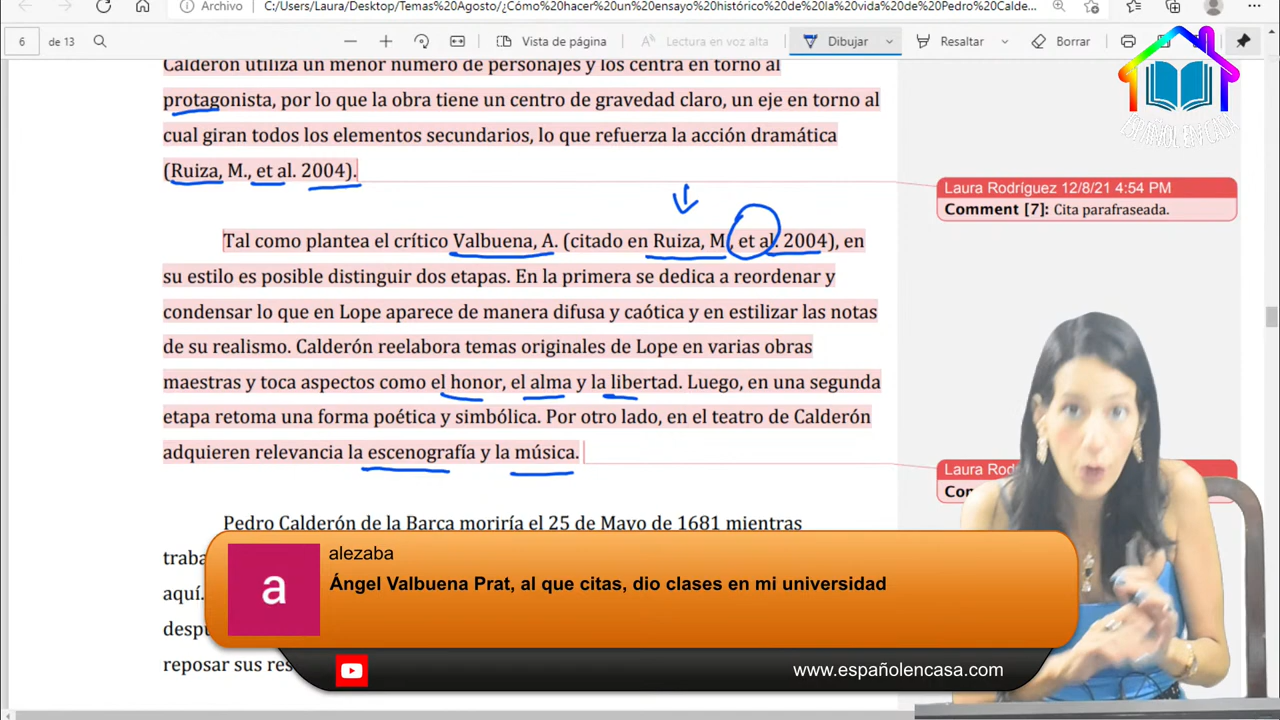 Archivo C:/Users/Laura/Desktop/Temas%20Agosto/¿Cómo%20hacer%20un%20ensayo%20histórico%20de%20la%20vida%20de%20Pedro%20Calde...
6 de 13 Vista de página Lectura en voz alta Dibujar Resaltar Borrar
ESPAÑOL EN CASA
Calderón utiliza un menor número de personajes y los centra en torno al
protagonista, por lo que la obra tiene un centro de gravedad claro, un eje en torno al
cual giran todos los elementos secundarios, lo que refuerza la acción dramática
(Ruiza, M., et al. 2004).
Laura Rodríguez 12/8/21 4:54 PM
Comment [7]: Cita parafraseada.
Tal como plantea el crítico Valbuena, A. (citado en Ruiza, M., et al. 2004), en
su estilo es posible distinguir dos etapas. En la primera se dedica a reordenar y
condensar lo que en Lope aparece de manera difusa y caótica y en estilizar las notas
de su realismo. Calderón reelabora temas originales de Lope en varias obras
maestras y toca aspectos como el honor, el alma y la libertad. Luego, en una segunda
etapa retoma una forma poética y simbólica. Por otro lado, en el teatro de Calderón
adquieren relevancia la escenografía y la música.
Laura
Pedro Calderón de la Barca moriría el 25 de Mayo de 1681 mientras
aquí.
reposar sus
alezaba
a
Ángel Valbuena Prat, al que citas, dio clases en mi universidad
www.españolencasa.com